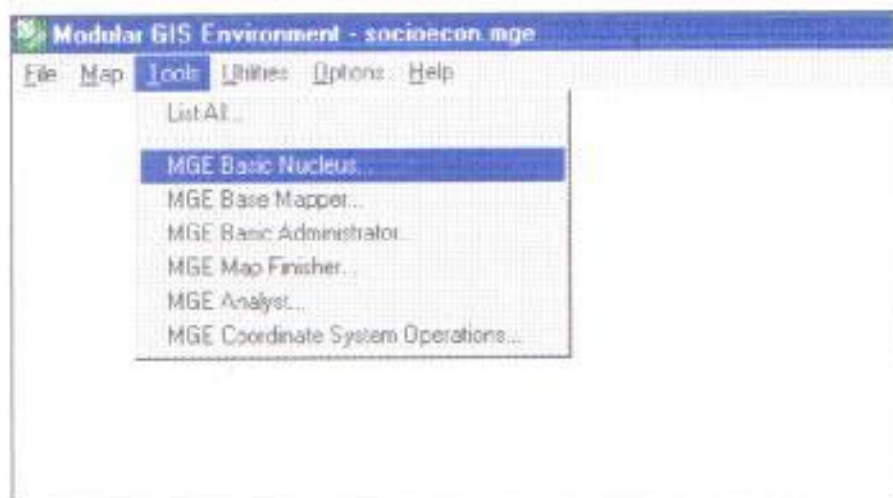 Modular GIS Environment - socioecon.mge
File Map Tools Utilities Options Help
List All...
MGE Basic Nucleus...
MGE Base Mapper...
MGE Basic Administrator...
MGE Map Finisher...
MGE Analyst...
MGE Coordinate System Operations...